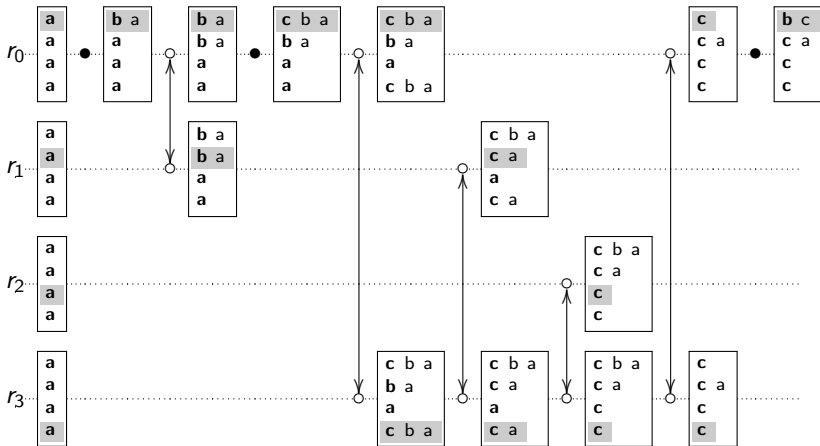 a b a b a c b a c b a c b c
a a b a b a b a c a c a
r0
a a a a a c c
a a a a c b a c c
a b a c b a
a b a c a
r1
a a a
a a c a
a c b a
a c a
r2
a c
a c
a c b a c b a c b a c
a b a c a c a c a
r3
a a a c c
a c b a c a c c